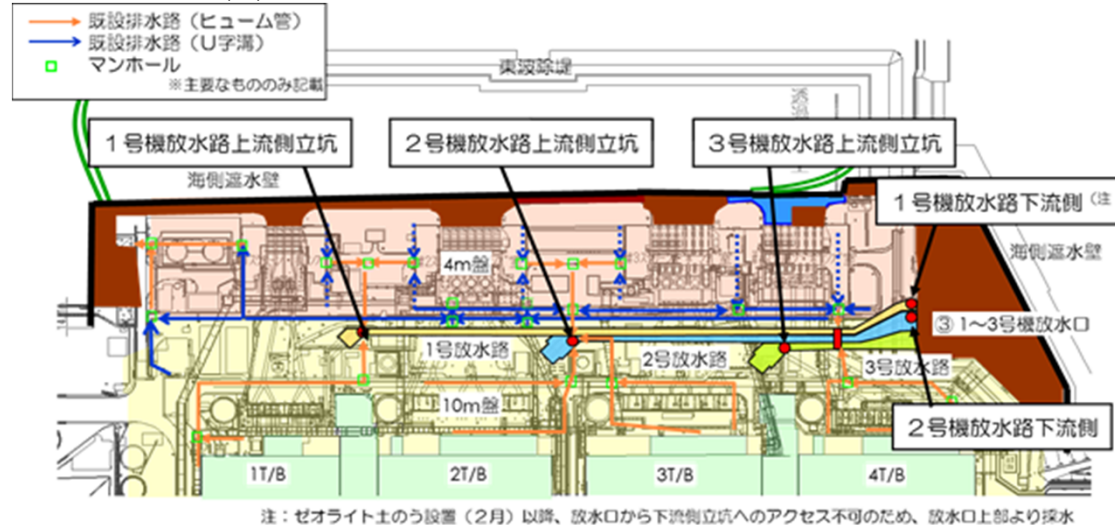 既設排水路（ヒューム管）
既設排水路（U字溝）
マンホール
※主要なもののみ記載
東波除堤
1号機放水路上流側立坑
2号機放水路上流側立坑
3号機放水路上流側立坑
海側遮水壁
1号機放水路下流側（注
海側遮水壁
4m盤
③ 1～3号機放水口
1号放水路
2号放水路
3号放水路
10m盤
2号機放水路下流側
1T/B
2T/B
3T/B
4T/B
注：ゼオライト土のう設置（2月）以降、放水口から下流側立坑へのアクセス不可のため、放水口上部より採水